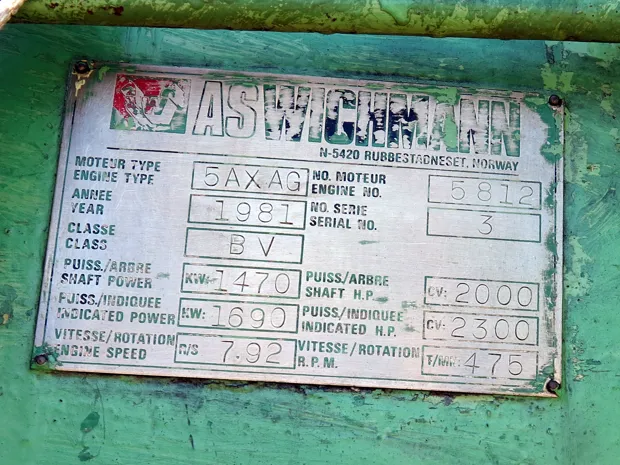 AS WICHMANN
N-5420 RUBBESTADNESET, NORWAY
MOTEUR TYPE
ENGINE TYPE 5AXAG NO. MOTEUR
ENGINE NO. 5812
ANNEE
YEAR 1981 NO. SERIE
SERIAL NO. 3
CLASSE
CLASS BV
PUISS./ARBRE
SHAFT POWER KW: 1470 PUISS./ARBRE
SHAFT H.P. CV: 2000
PUISS./INDIQUEE
INDICATED POWER KW: 1690 PUISS./INDIQUEE
INDICATED H.P. CV: 2300
VITESSE/ROTATION
ENGINE SPEED R/S 7.92 VITESSE/ROTATION
R.P.M. T/MN: 475